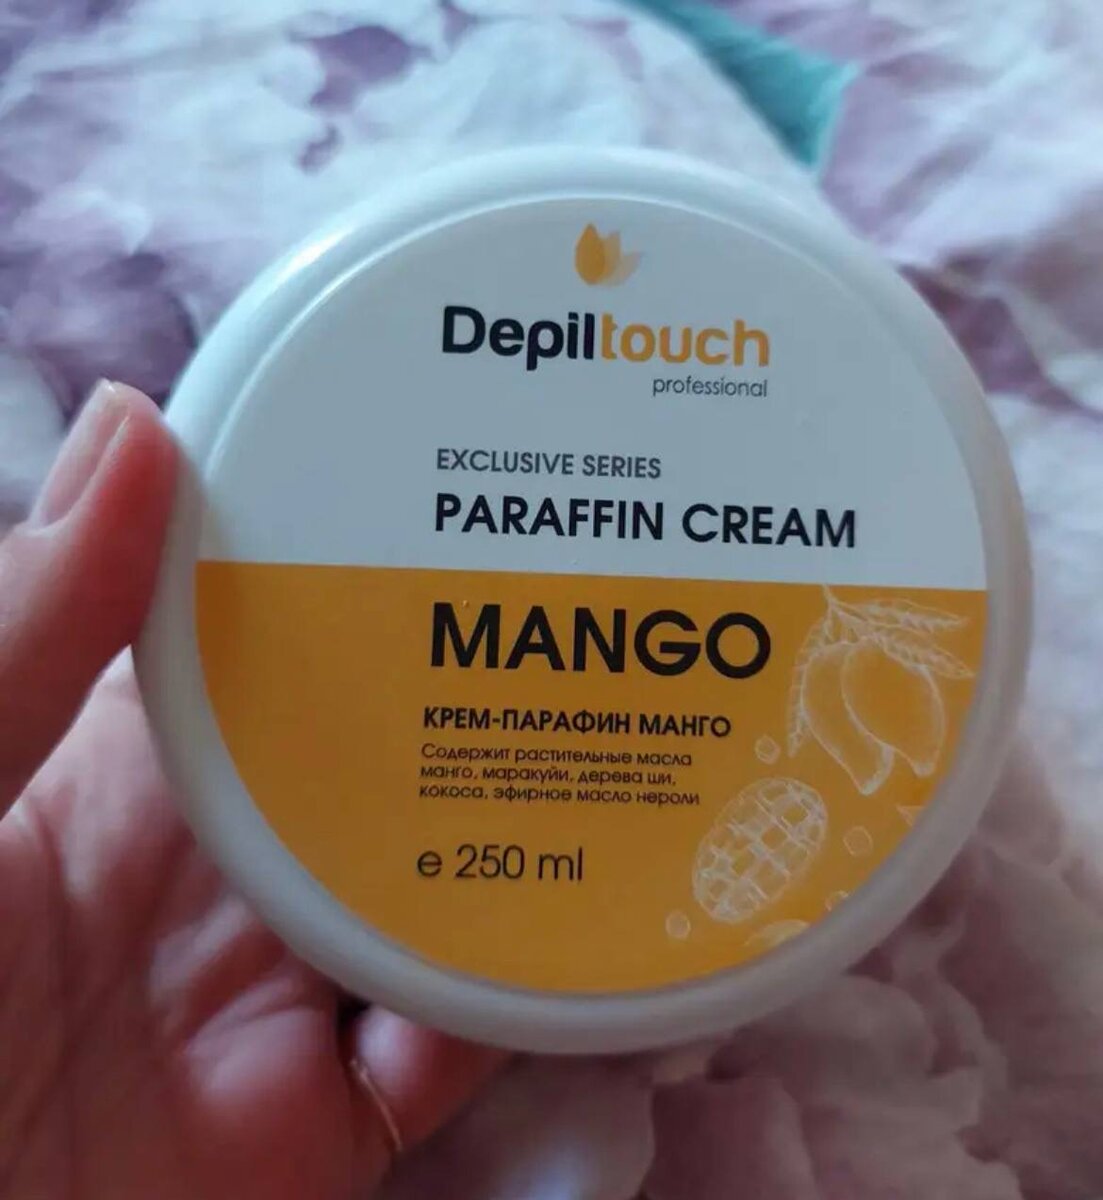 Depiltouch
professional
EXCLUSIVE SERIES
PARAFFIN CREAM
MANGO
КРЕМ-ПАРАФИН МАНГО
Содержит растительные масла
манго, маракуйи, дерева ши,
кокоса, эфирное масло нероли
e 250 ml